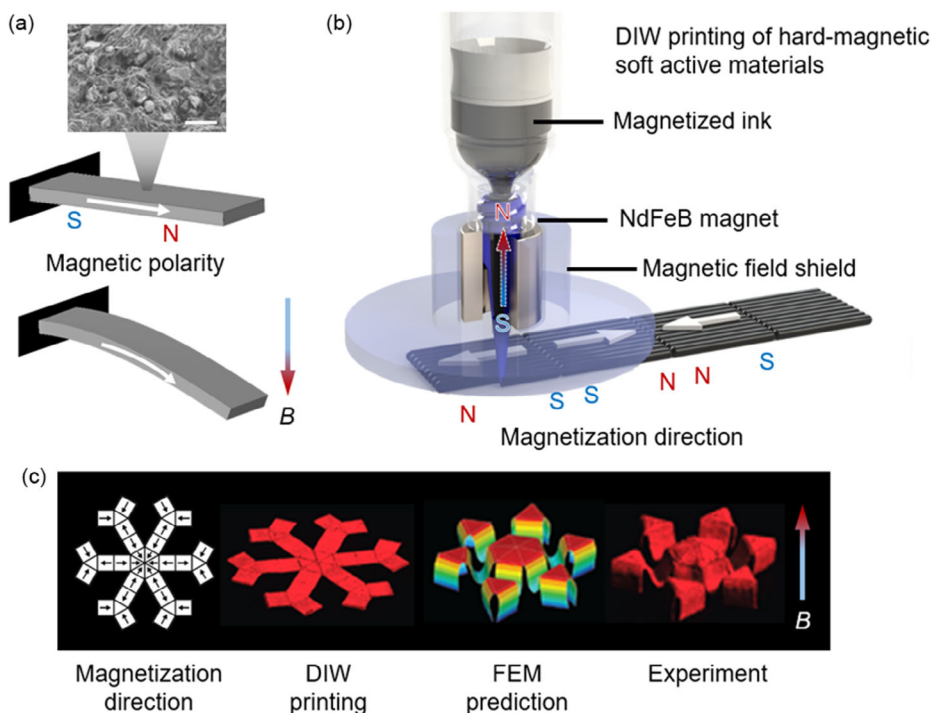 (a)
S
N
Magnetic polarity
B
(b)
DIW printing of hard-magnetic
soft active materials
Magnetized ink
N
NdFeB magnet
Magnetic field shield
S
N
S
S
N
N
S
Magnetization direction
(c)
B
Magnetization
direction
DIW
printing
FEM
prediction
Experiment